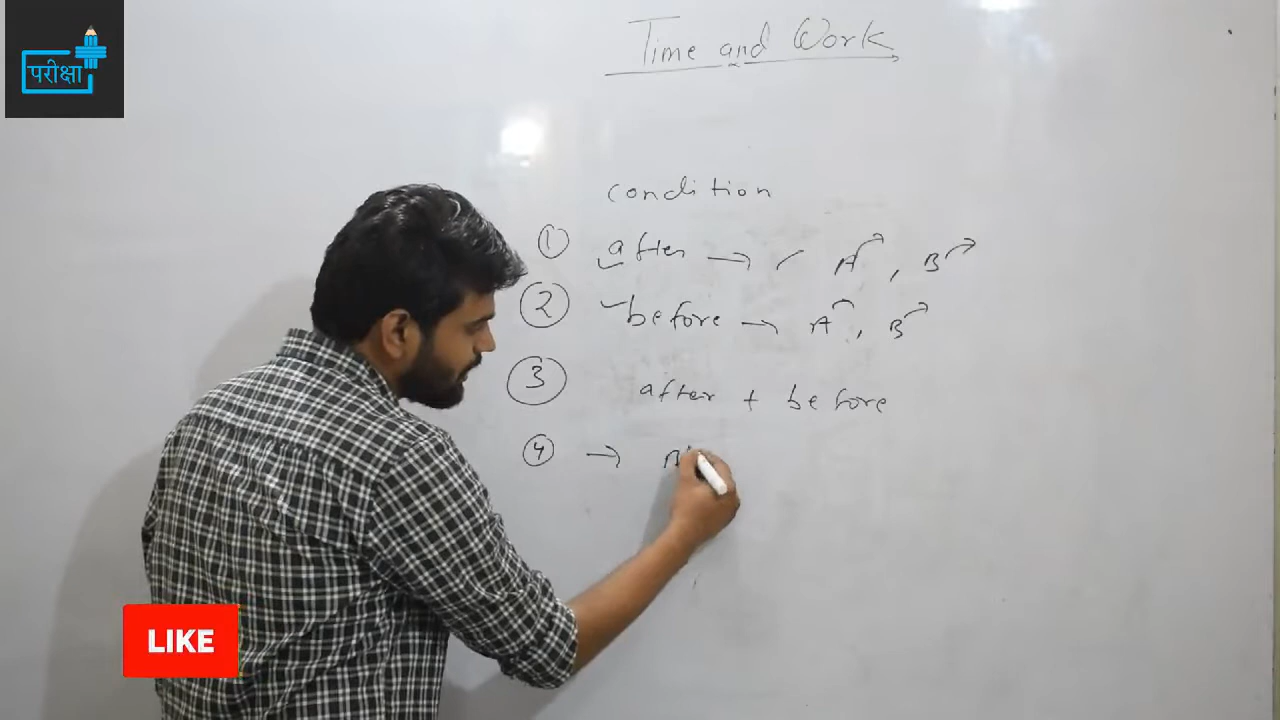 परीक्षा
Time and Work
condition
① after → A, B
② before → A, B
③ after + before
④ →
LIKE